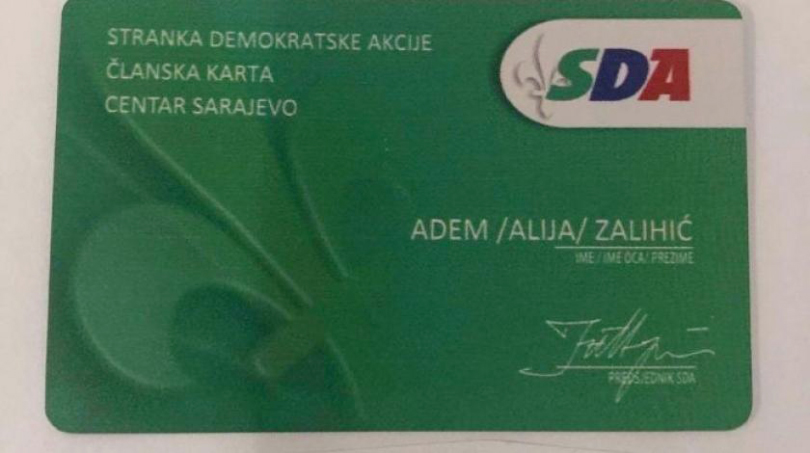 STRANKA DEMOKRATSKE AKCIJE
ČLANSKA KARTA
CENTAR SARAJEVO
SDA
ADEM /ALIJA/ ZALIHIĆ
IME / IME OCA/ PREZIME
PREDSJEDNIK SDA